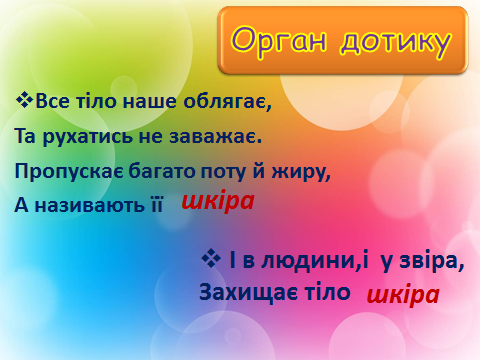 Орган дотику
❖Все тіло наше облягає,
Та рухатись не заважає.
Пропускає багато поту й жиру,
А називають її шкіра
❖ І в людини,і у звіра,
Захищає тіло шкіра